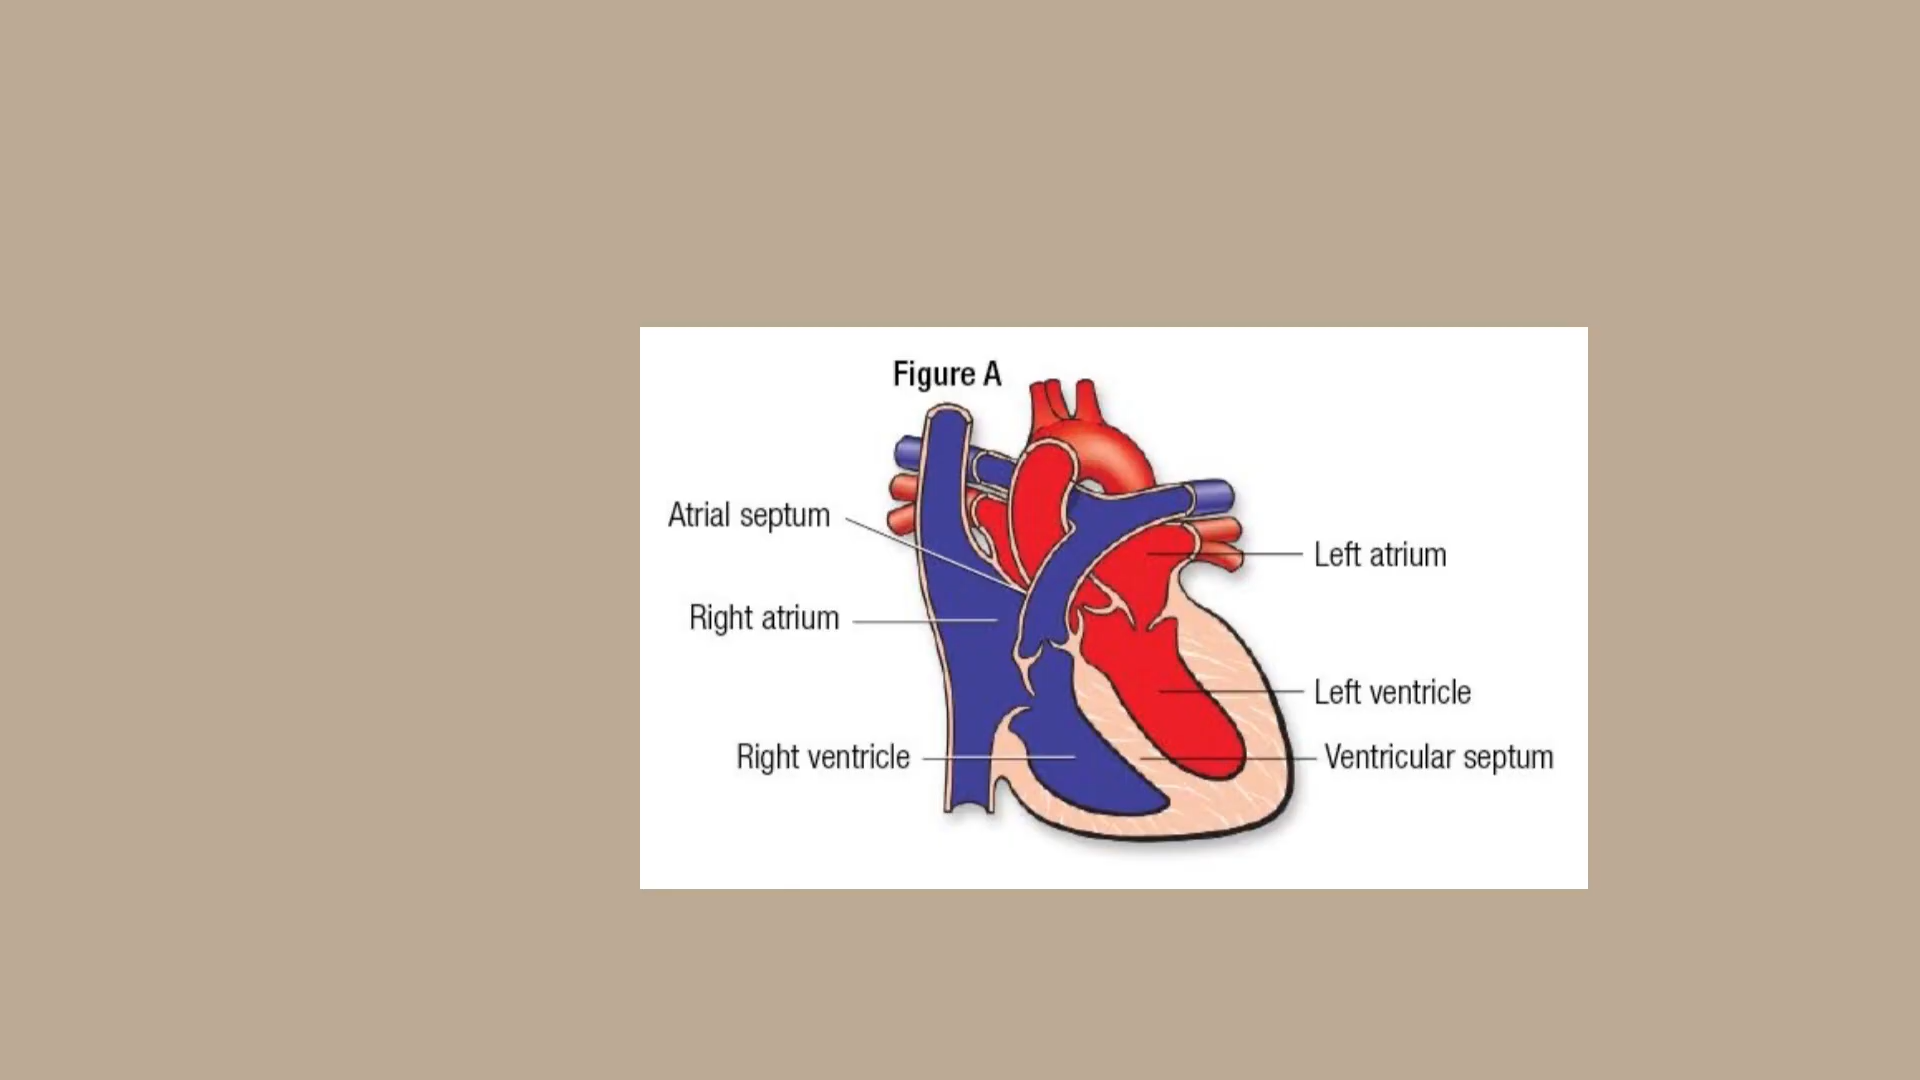 Figure A
Atrial septum
Left atrium
Right atrium
Left ventricle
Right ventricle
Ventricular septum